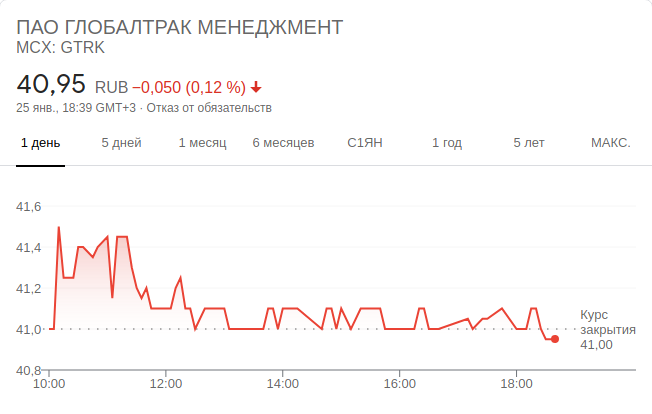 ПАО ГЛОБАЛТРАК МЕНЕДЖМЕНТ
MCX: GTRK
40,95 RUB −0,050 (0,12 %)
25 янв., 18:39 GMT+3 · Отказ от обязательств
1 день 5 дней 1 месяц 6 месяцев С1ЯН 1 год 5 лет МАКС.
41,6
41,4
41,2
41,0
40,8
Курс
закрытия
41,00
10:00 12:00 14:00 16:00 18:00